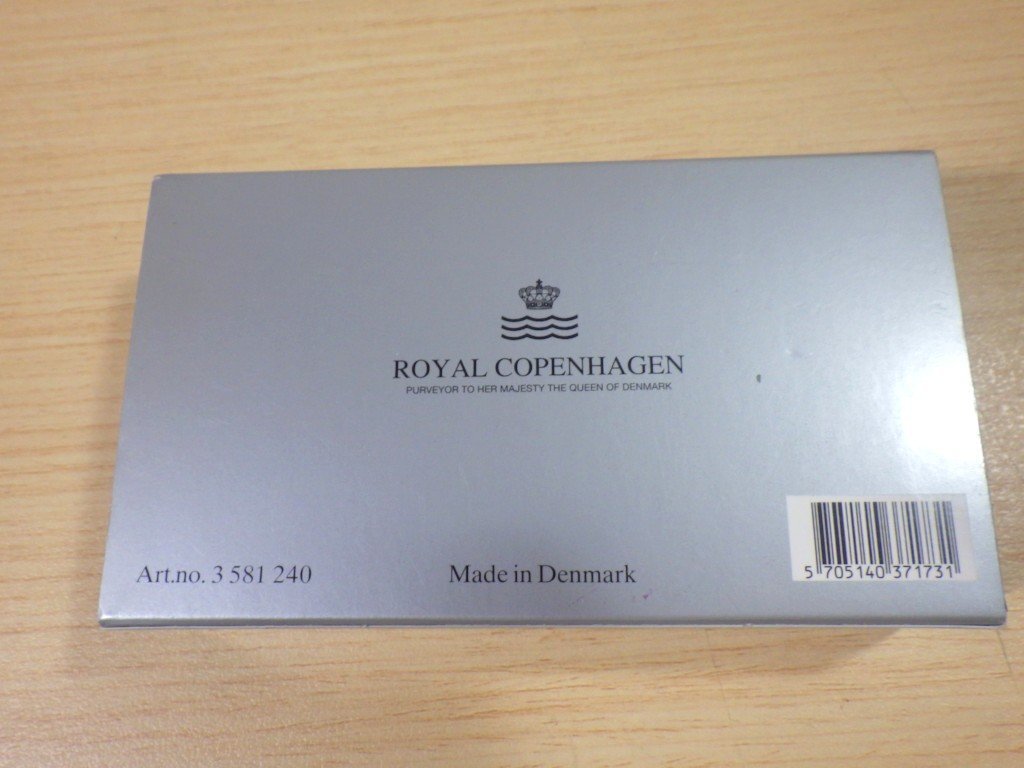 ROYAL COPENHAGEN
PURVEYOR TO HER MAJESTY THE QUEEN OF DENMARK
Art.no. 3 581 240
Made in Denmark
5 705140 371731